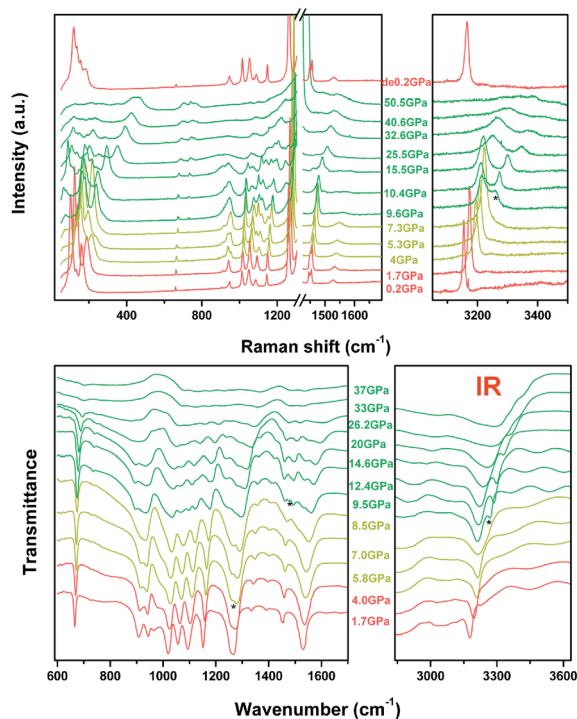 Intensity (a.u.)
de0.2GPa
50.5GPa
40.6GPa
32.6GPa
25.5GPa
15.5GPa
10.4GPa
*
9.6GPa
7.3GPa
5.3GPa
4GPa
1.7GPa
0.2GPa
400 800 1200 1500 3200 3400
Raman shift (cm-1)
IR
Transmittance
37GPa
33GPa
26.2GPa
20GPa
14.6GPa
12.4GPa
*
9.5GPa
*
8.5GPa
7.0GPa
5.8GPa
*
4.0GPa
1.7GPa
600 800 1000 1200 1400 1600 3000 3300 3600
Wavenumber (cm-1)